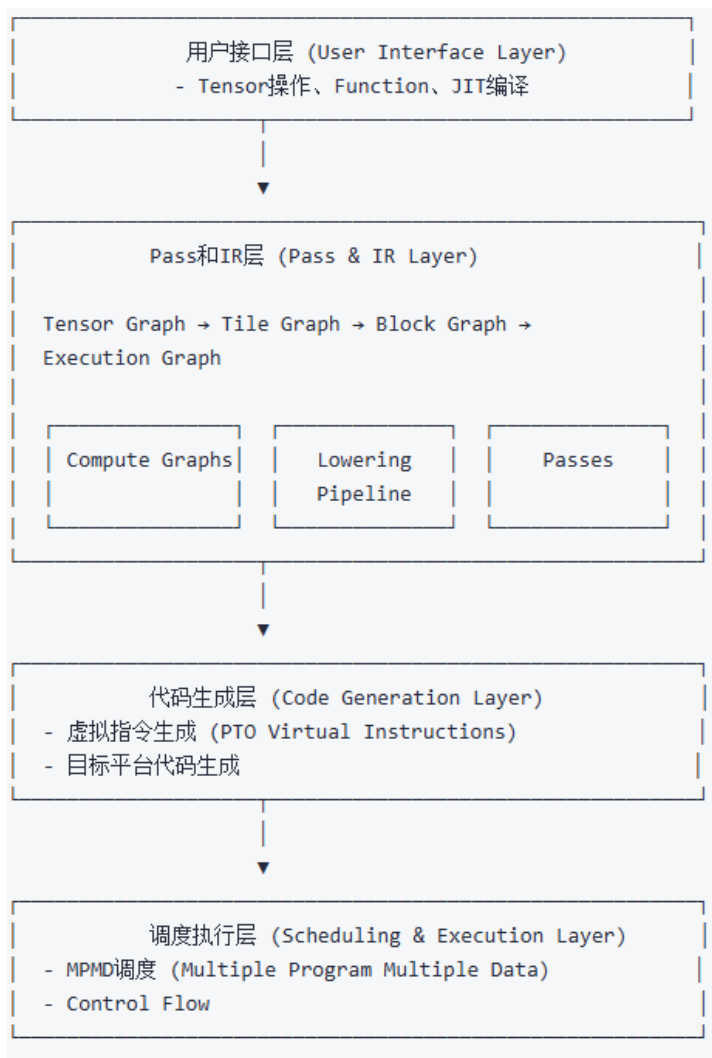 用户接口层 (User Interface Layer)
- Tensor操作、Function、JIT编译
Pass和IR层 (Pass & IR Layer)
Tensor Graph → Tile Graph → Block Graph →
Execution Graph
Compute Graphs Lowering Passes
Pipeline
代码生成层 (Code Generation Layer)
- 虚拟指令生成 (PTO Virtual Instructions)
- 目标平台代码生成
调度执行层 (Scheduling & Execution Layer)
- MPMD调度 (Multiple Program Multiple Data)
- Control Flow